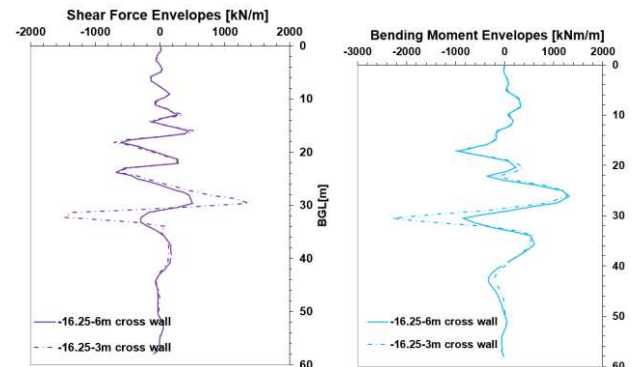 Shear Force Envelopes [kN/m]
-2000 -1000 0 1000 2000
0
10
20
30
40
50
60
BGL[m]
-16.25-6m cross wall
-16.25-3m cross wall
Bending Moment Envelopes [kNm/m]
-3000 -2000 -1000 0 1000 2000
0
10
20
30
40
50
60
-16.25-6m cross wall
-16.25-3m cross wall